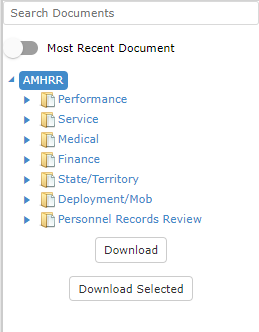 Search Documents
Most Recent Document
AMHRR
Performance
Service
Medical
Finance
State/Territory
Deployment/Mob
Personnel Records Review
Download
Download Selected